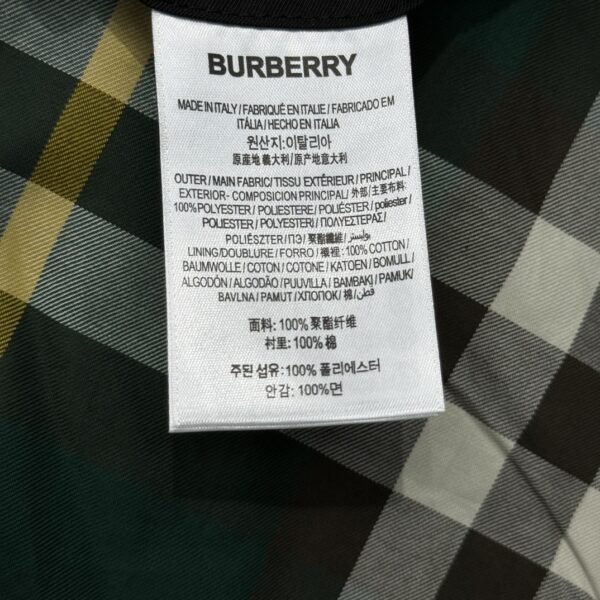 BURBERRY
MADE IN ITALY / FABRIQUÉ EN ITALIE / FABRICADO EM
ITÁLIA / HECHO EN ITALIA
원산지:이탈리아
原産地義大利 / 原产地意大利
OUTER / MAIN FABRIC / TISSU EXTÉRIEUR / PRINCIPAL /
EXTERIOR- COMPOSICION PRINCIPAL / 外部 / 主要布料:
100% POLYESTER / POLIESTERE / POLIÉSTER / poliester /
POLIESTER / POLYESTER / ΠΟΛΥΕΣΤΕΡΑΣ /
POLIÉSZTER / ПЭ / 聚酯纖維 / بوليستر /
LINING/DOUBLURE / FORRO / 襯裡: 100% COTTON /
BAUMWOLLE / COTON / COTONE / KATOEN / BOMULL /
ALGODÓN / ALGODÃO / PUUVILLA / BAMBAKI / PAMUK/
BAVLNA / PAMUT / ХЛОПОК / 棉 / قطن /
面料: 100% 聚酯纤维
衬里: 100% 棉
주된 섬유: 100% 폴리에스터
안감: 100%면